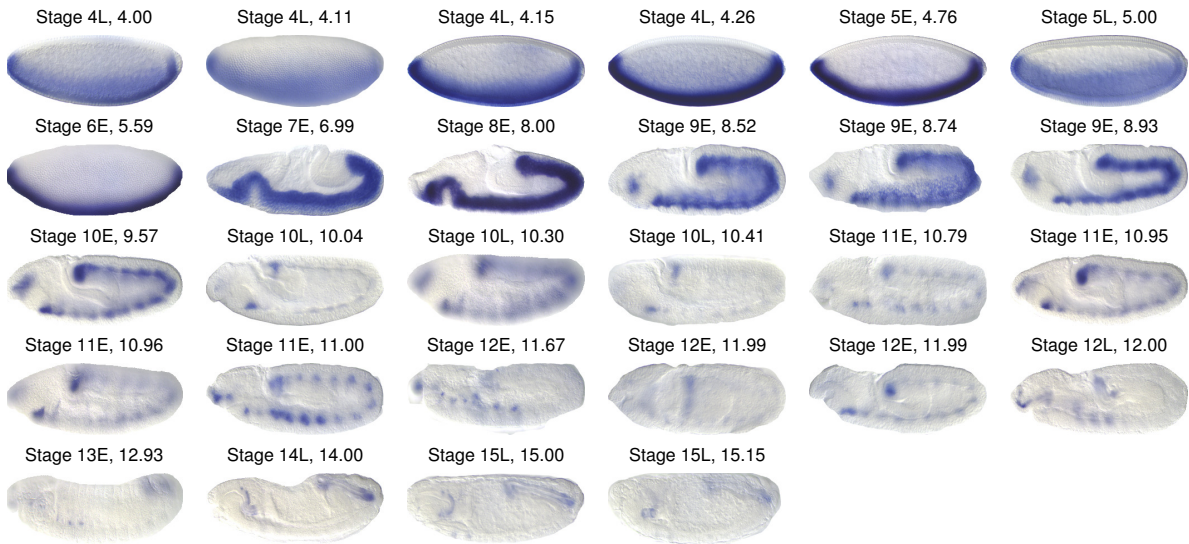 Stage 4L, 4.00 Stage 4L, 4.11 Stage 4L, 4.15 Stage 4L, 4.26 Stage 5E, 4.76 Stage 5L, 5.00
Stage 6E, 5.59 Stage 7E, 6.99 Stage 8E, 8.00 Stage 9E, 8.52 Stage 9E, 8.74 Stage 9E, 8.93
Stage 10E, 9.57 Stage 10L, 10.04 Stage 10L, 10.30 Stage 10L, 10.41 Stage 11E, 10.79 Stage 11E, 10.95
Stage 11E, 10.96 Stage 11E, 11.00 Stage 12E, 11.67 Stage 12E, 11.99 Stage 12E, 11.99 Stage 12L, 12.00
Stage 13E, 12.93 Stage 14L, 14.00 Stage 15L, 15.00 Stage 15L, 15.15